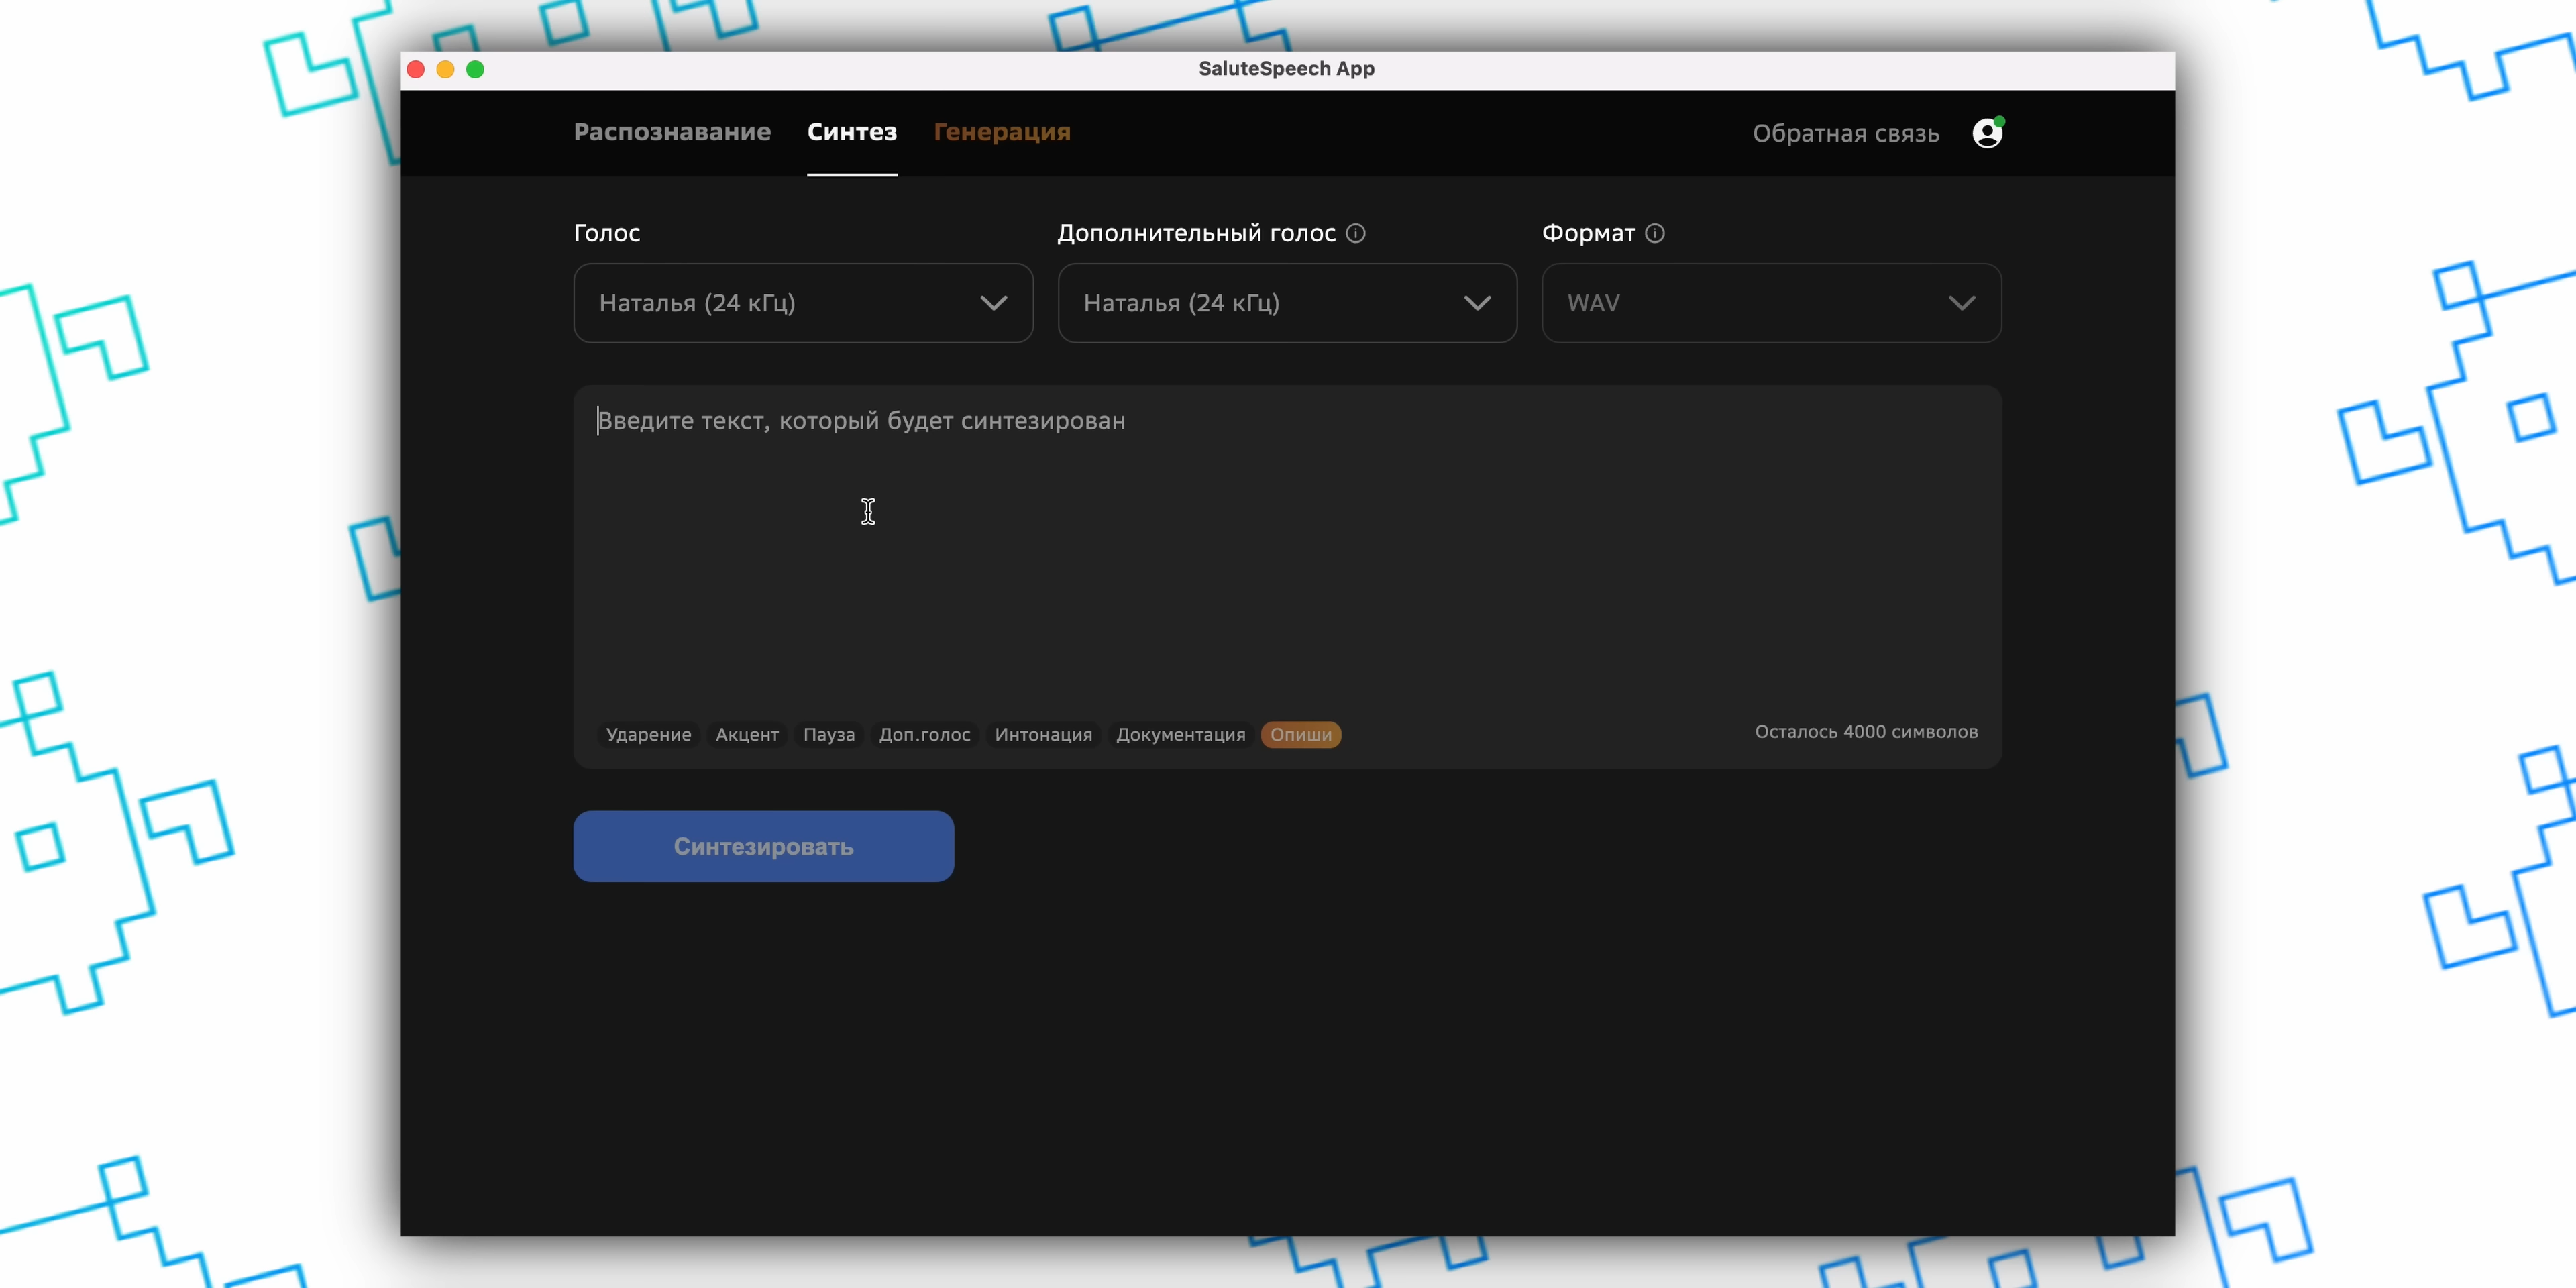 SaluteSpeech App
Распознавание Синтез Генерация Обратная связь
Голос Дополнительный голос Формат
Наталья (24 кГц) Наталья (24 кГц) WAV
Введите текст, который будет синтезирован
Ударение Акцент Пауза Доп.голос Интонация Документация Опиши Осталось 4000 символов
Синтезировать